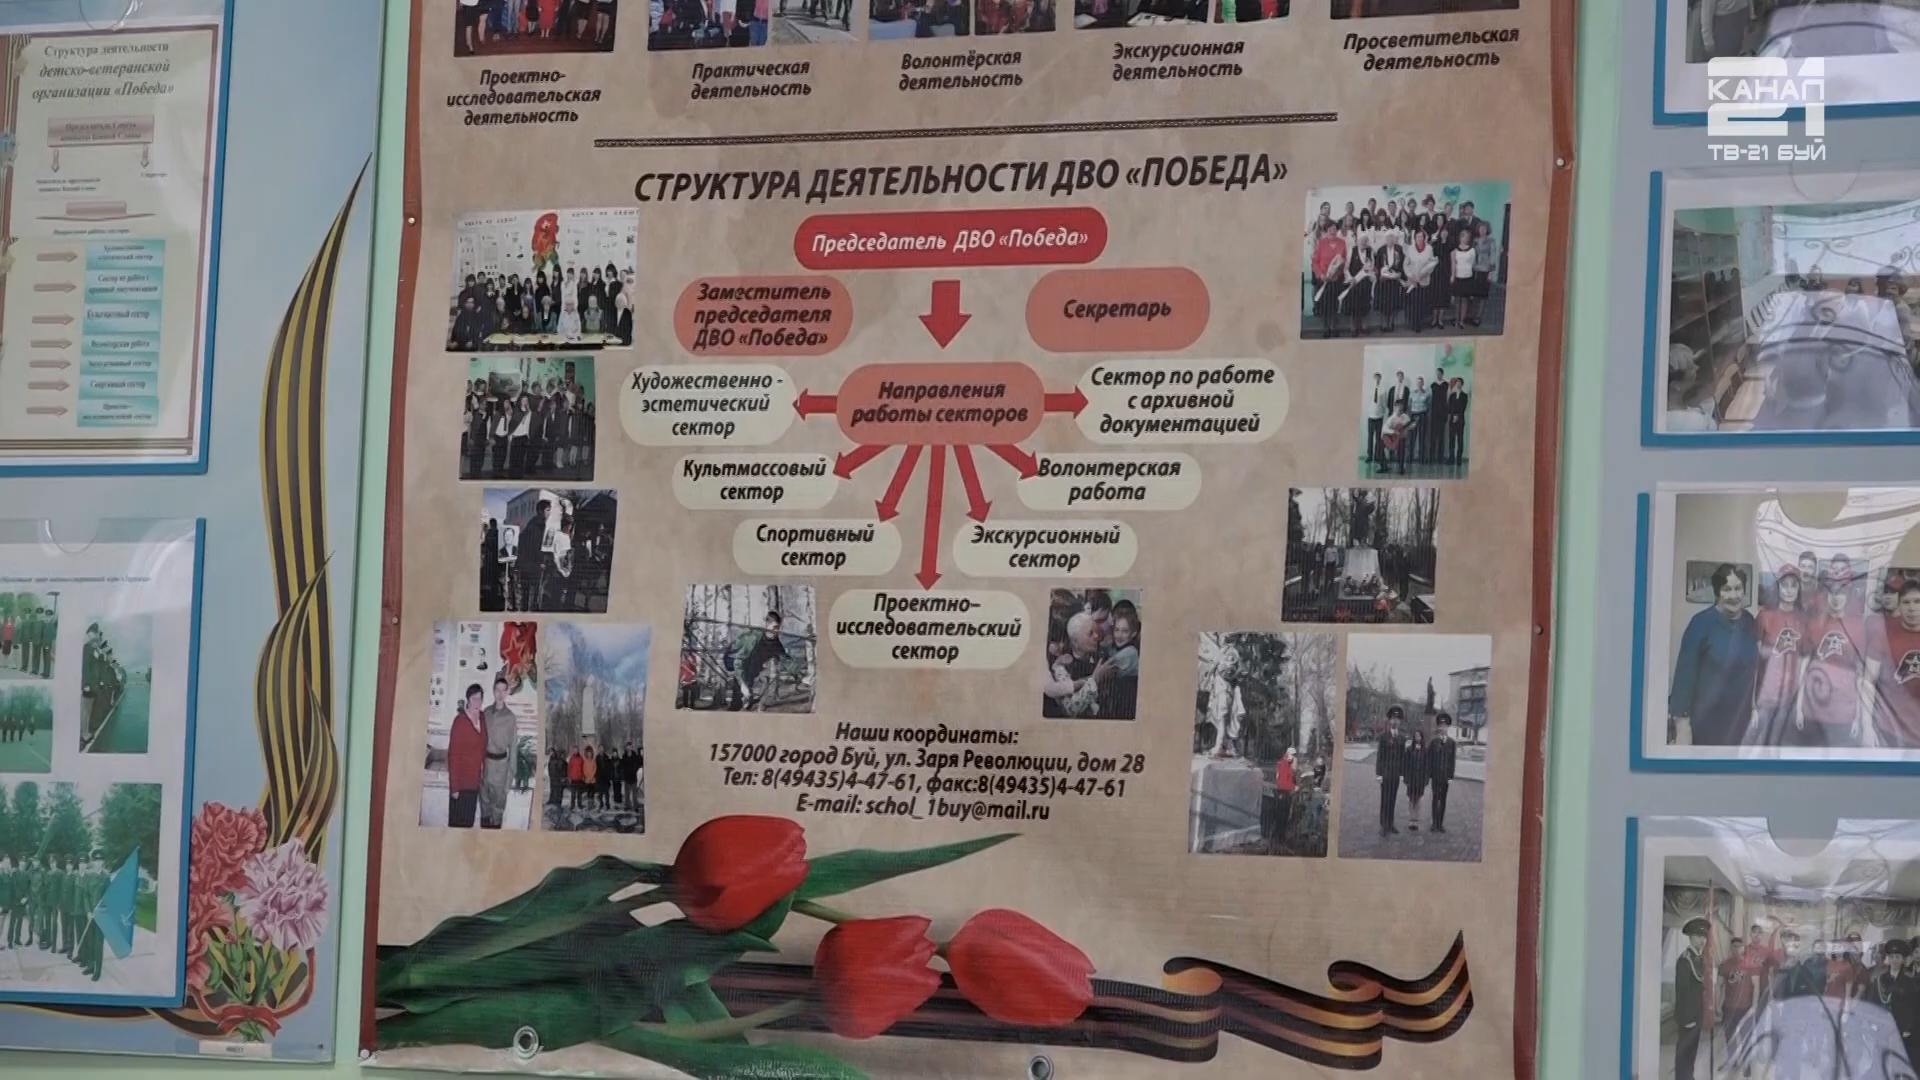 Структура деятельности
детско-ветеранской
организации «Победа»
КАНАЛ
21
ТВ-21 БУЙ
Проектно-
исследовательская
деятельность
Практическая
деятельность
Волонтёрская
деятельность
Экскурсионная
деятельность
Просветительская
деятельность
СТРУКТУРА ДЕЯТЕЛЬНОСТИ ДВО «ПОБЕДА»
Председатель ДВО «Победа»
Заместитель
председателя
ДВО «Победа»
Секретарь
Направления
работы секторов
Художественно -
эстетический
сектор
Сектор по работе
с архивной
документацией
Культмассовый
сектор
Волонтерская
работа
Спортивный
сектор
Экскурсионный
сектор
Проектно–
исследовательский
сектор
Наши координаты:
157000 город Буй, ул. Заря Революции, дом 28
Тел: 8(49435)4-47-61, факс:8(49435)4-47-61
E-mail: schol_1buy@mail.ru